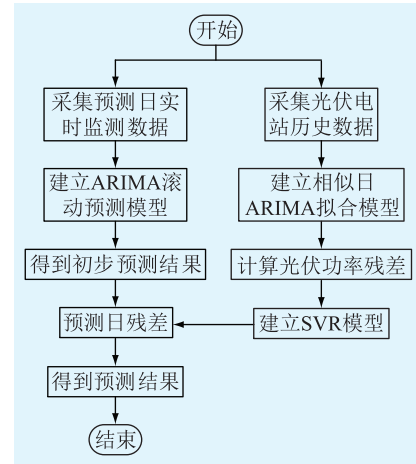 开始
采集预测日实
时监测数据
采集光伏电
站历史数据
建立ARIMA滚
动预测模型
建立相似日
ARIMA拟合模型
得到初步预测结果
计算光伏功率残差
预测日残差
建立SVR模型
得到预测结果
结束